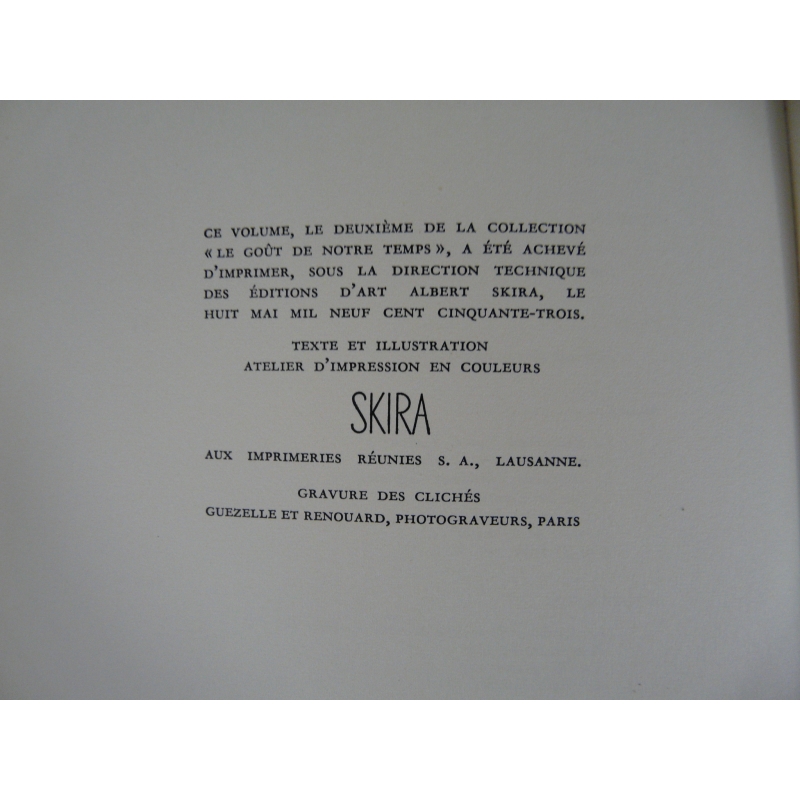 CE VOLUME, LE DEUXIÈME DE LA COLLECTION
« LE GOÛT DE NOTRE TEMPS », A ÉTÉ ACHEVÉ
D'IMPRIMER, SOUS LA DIRECTION TECHNIQUE
DES ÉDITIONS D'ART ALBERT SKIRA, LE
HUIT MAI MIL NEUF CENT CINQUANTE-TROIS.
TEXTE ET ILLUSTRATION
ATELIER D'IMPRESSION EN COULEURS
SKIRA
AUX IMPRIMERIES RÉUNIES S. A., LAUSANNE.
GRAVURE DES CLICHÉS
GUEZELLE ET RENOUARD, PHOTOGRAVEURS, PARIS